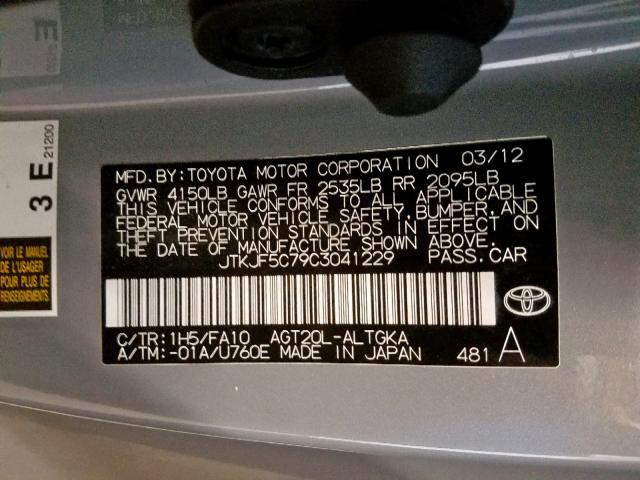 3 E
21200
VOIR LE MANUEL
DE L'USAGER
POUR PLUS DE
RENSEIGNEMENTS
MFD. BY: TOYOTA MOTOR CORPORATION 03/12
GVWR 4150LB GAWR FR 2535LB RR 2095LB
THIS VEHICLE CONFORMS TO ALL APPLICABLE
FEDERAL MOTOR VEHICLE SAFETY, BUMPER, AND
THEFT PREVENTION STANDARDS IN EFFECT ON
THE DATE OF MANUFACTURE SHOWN ABOVE.
JTKJF5C79C3041229 PASS. CAR
C/TR: 1H5/FA10 AGT20L-ALTGKA
A/TM: -01A/U760E MADE IN JAPAN 481 A